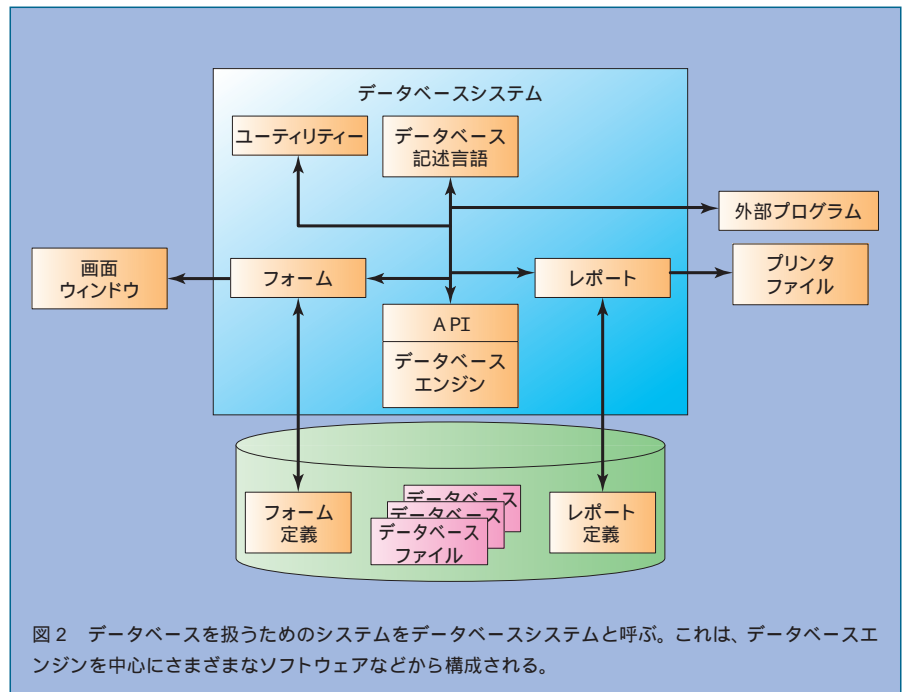 データベースシステム
ユーティリティー
データベース
記述言語
外部プログラム
画面
ウィンドウ
フォーム
レポート
プリンタ
ファイル
API
データベース
エンジン
フォーム
定義
データベース
データベース
データベース
ファイル
レポート
定義
図2 データベースを扱うためのシステムをデータベースシステムと呼ぶ。これは、データベースエ
ンジンを中心にさまざまなソフトウェアなどから構成される。